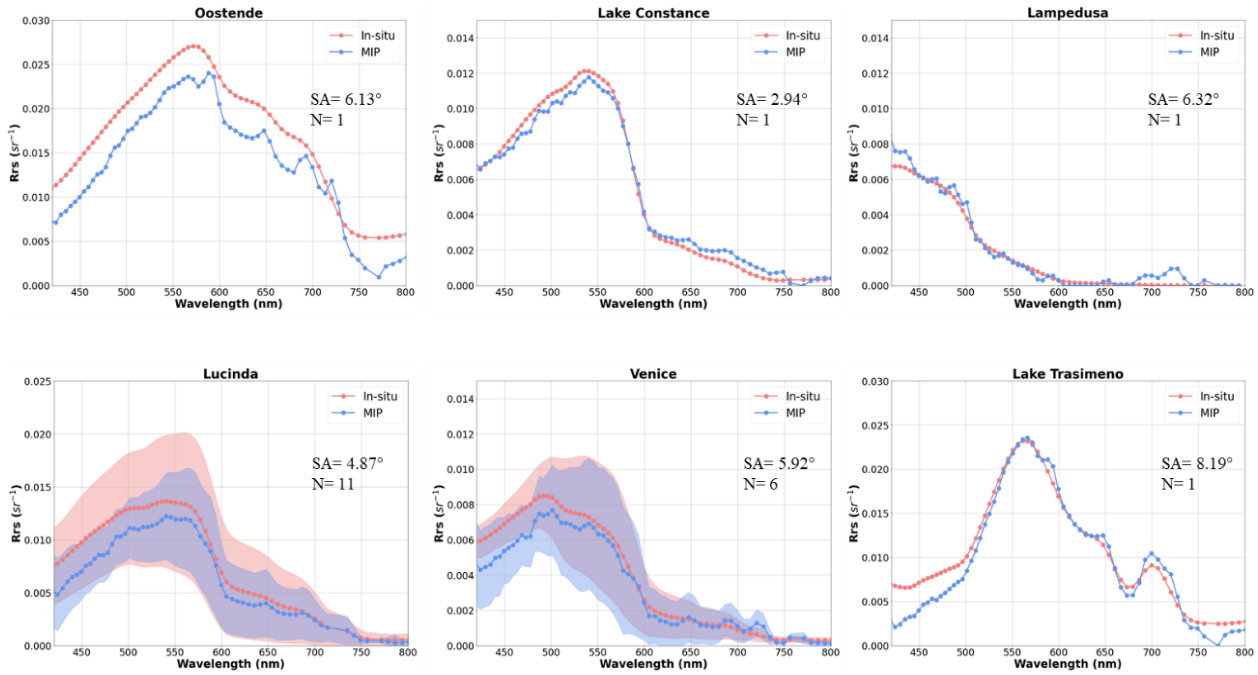 Oostende
0.030
0.025
0.020
0.015
0.010
0.005
0.000
Rrs (sr⁻¹)
In-situ
MIP
SA= 6.13°
N= 1
450 500 550 600 650 700 750 800
Wavelength (nm)
Lake Constance
0.014
0.012
0.010
0.008
0.006
0.004
0.002
0.000
Rrs (sr⁻¹)
In-situ
MIP
SA= 2.94°
N= 1
450 500 550 600 650 700 750 800
Wavelength (nm)
Lampedusa
0.014
0.012
0.010
0.008
0.006
0.004
0.002
0.000
Rrs (sr⁻¹)
In-situ
MIP
SA= 6.32°
N= 1
450 500 550 600 650 700 750 800
Wavelength (nm)
Lucinda
0.025
0.020
0.015
0.010
0.005
0.000
Rrs (sr⁻¹)
In-situ
MIP
SA= 4.87°
N= 11
450 500 550 600 650 700 750 800
Wavelength (nm)
Venice
0.014
0.012
0.010
0.008
0.006
0.004
0.002
0.000
Rrs (sr⁻¹)
In-situ
MIP
SA= 5.92°
N= 6
450 500 550 600 650 700 750 800
Wavelength (nm)
Lake Trasimeno
0.030
0.025
0.020
0.015
0.010
0.005
0.000
Rrs (sr⁻¹)
In-situ
MIP
SA= 8.19°
N= 1
450 500 550 600 650 700 750 800
Wavelength (nm)